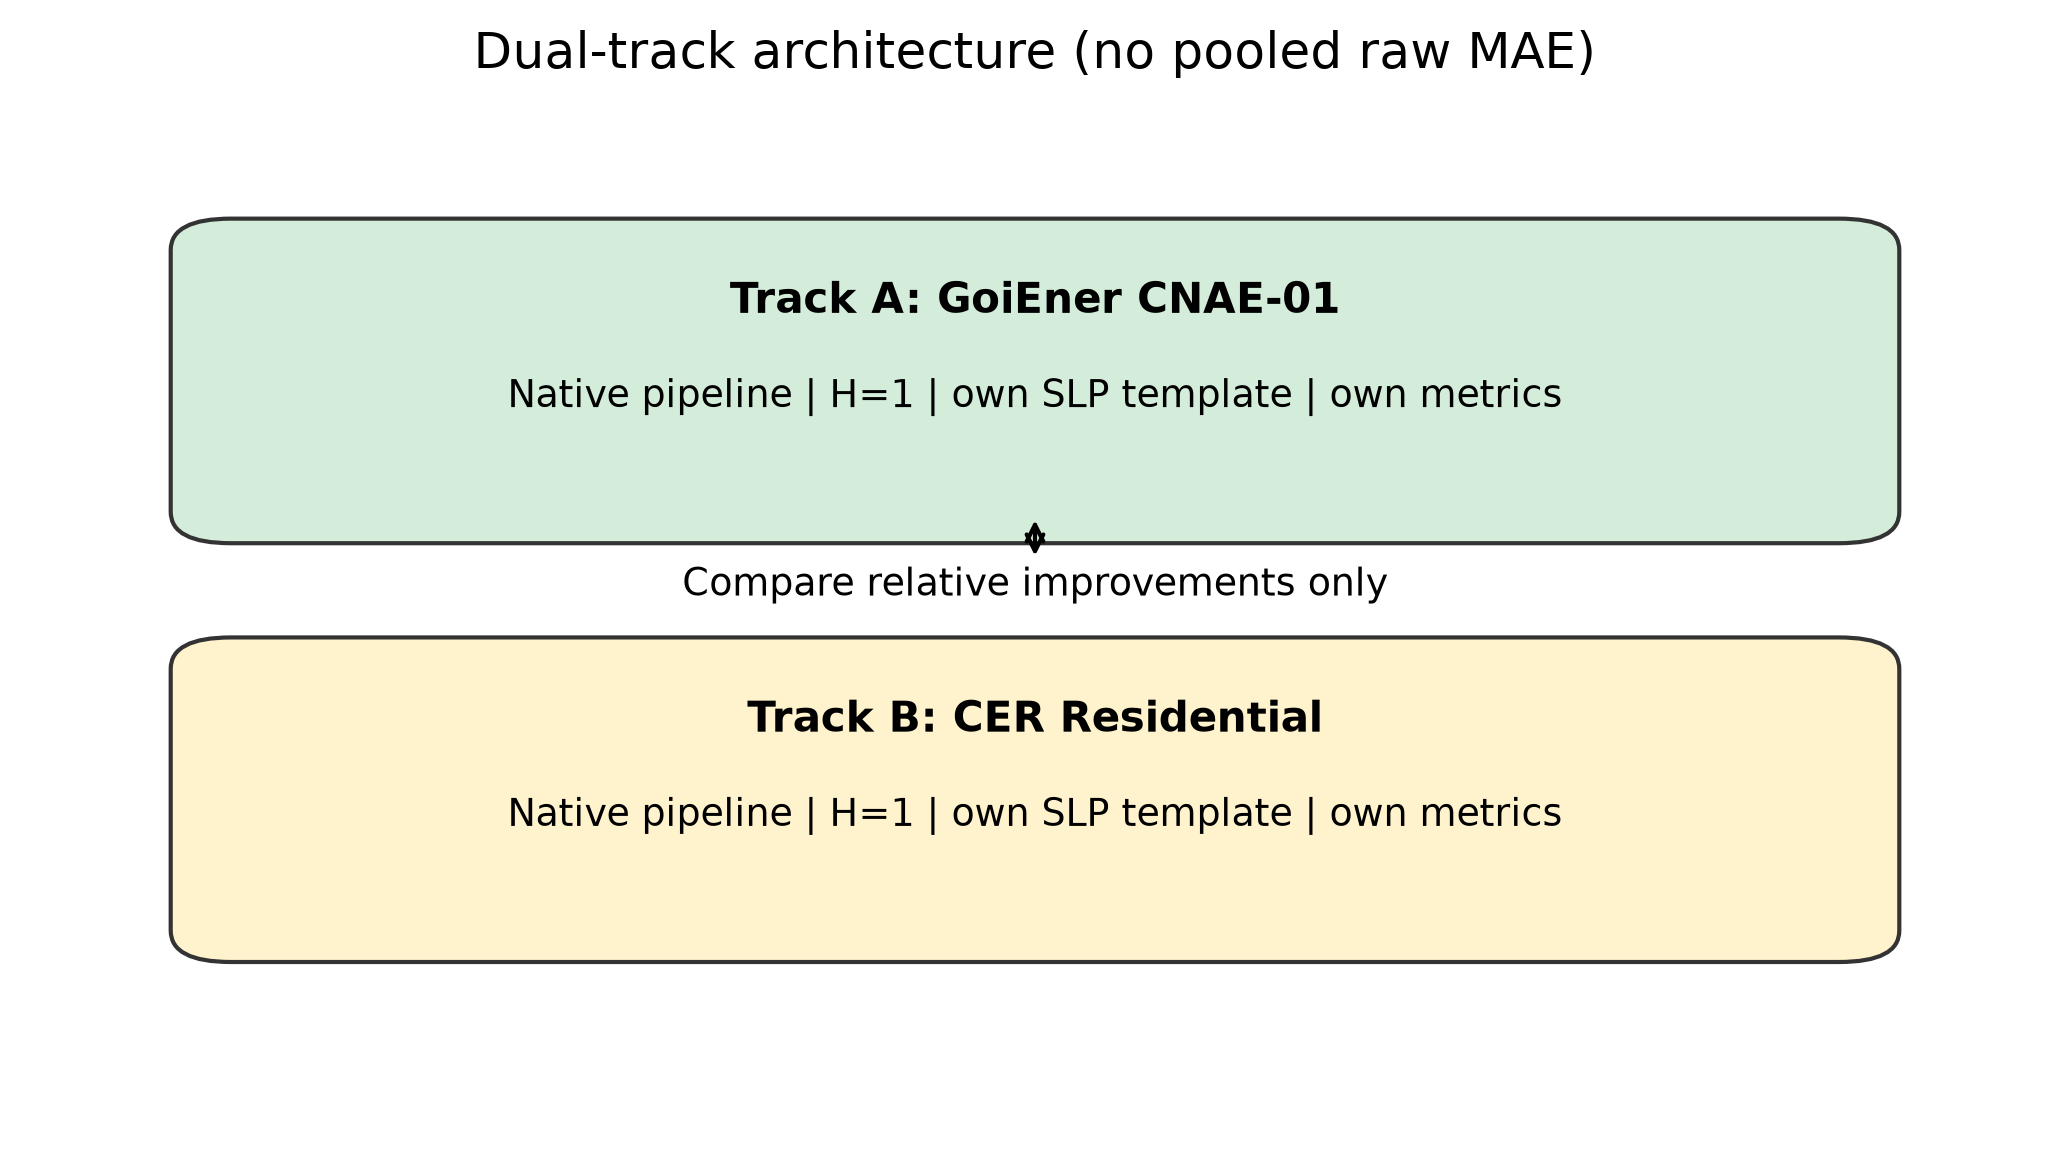 Dual-track architecture (no pooled raw MAE)
Track A: GoiEner CNAE-01
Native pipeline | H=1 | own SLP template | own metrics
Compare relative improvements only
Track B: CER Residential
Native pipeline | H=1 | own SLP template | own metrics